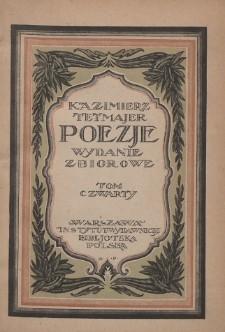 KAZIMIERZ
TETMAJER
POEZJE
WYDANIE
ZBIOROWE
TOM
CZWARTY
WARSZAWA
INSTYTUT WYDAWNICZY
BIBLJOTEKA
POLSKA